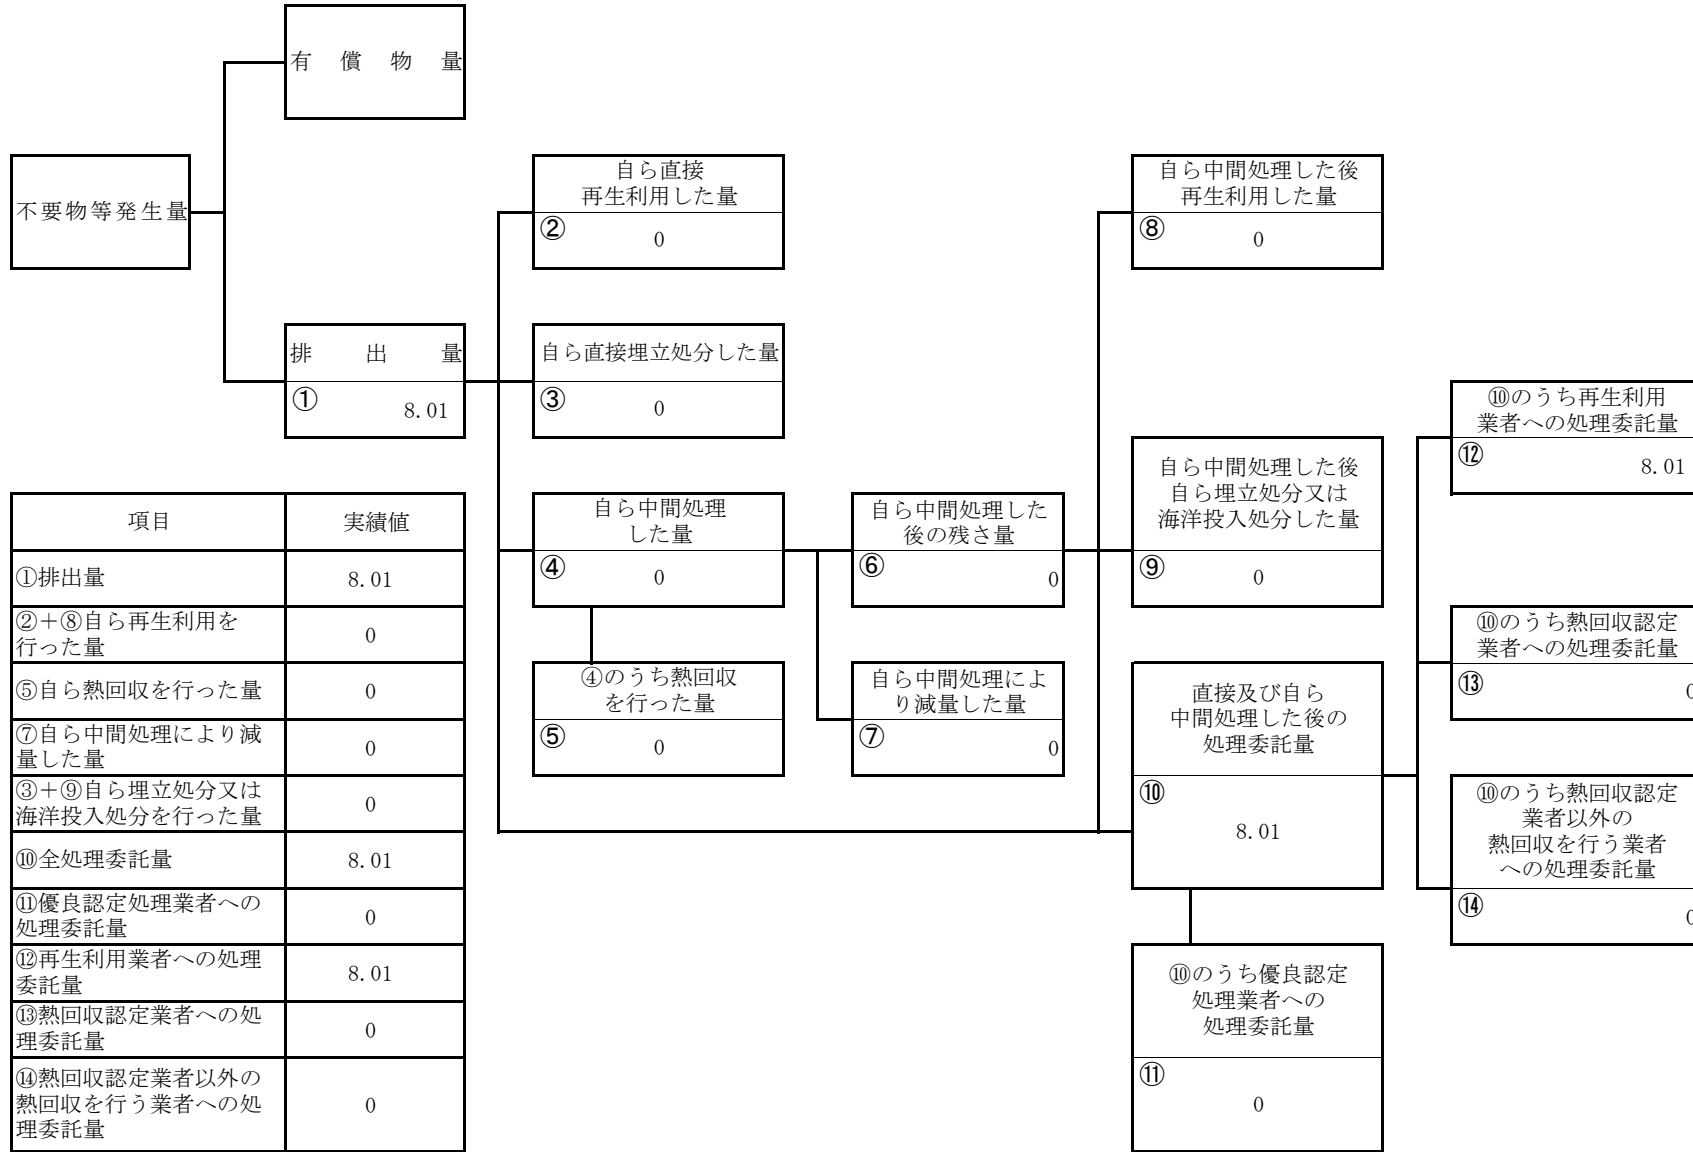 有償物量
不要物等発生量
排出量
①
8.01
自ら直接
再生利用した量
②
0
自ら直接埋立処分した量
③
0
自ら中間処理
した量
④
0
④のうち熱回収
を行った量
⑤
0
自ら中間処理した
後の残さ量
⑥
0
自ら中間処理によ
り減量した量
⑦
0
自ら中間処理した後
再生利用した量
⑧
0
自ら中間処理した後
自ら埋立処分又は
海洋投入処分した量
⑨
0
直接及び自ら
中間処理した後の
処理委託量
⑩
8.01
⑩のうち優良認定
処理業者への
処理委託量
⑪
0
⑩のうち再生利用
業者への処理委託量
⑫
8.01
⑩のうち熱回収認定
業者への処理委託量
⑬
0
⑩のうち熱回収認定
業者以外の
熱回収を行う業者
への処理委託量
⑭
0
項目 実績値
①排出量 8.01
②＋⑧自ら再生利用を
行った量 0
⑤自ら熱回収を行った量 0
⑦自ら中間処理により減
量した量 0
③＋⑨自ら埋立処分又は
海洋投入処分を行った量 0
⑩全処理委託量 8.01
⑪優良認定処理業者への
処理委託量 0
⑫再生利用業者への処理
委託量 8.01
⑬熱回収認定業者への処
理委託量 0
⑭熱回収認定業者以外の
熱回収を行う業者への処
理委託量 0